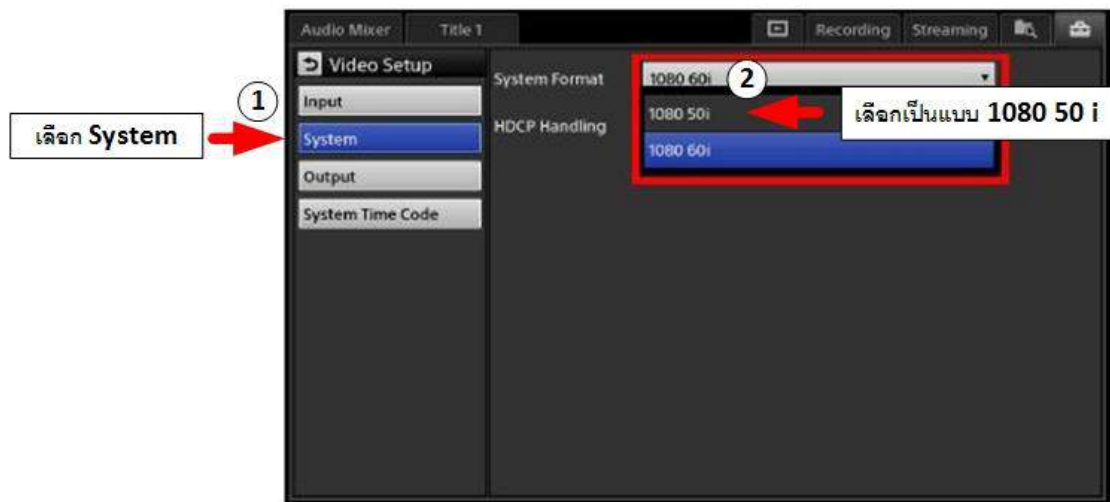 Audio Mixer Title 1 Recording Streaming
Video Setup
System Format 1080 60i
2
1
Input
1080 50i
เลือกเป็นแบบ 1080 50 i
HDCP Handling
เลือก System
System
1080 60i
Output
System Time Code